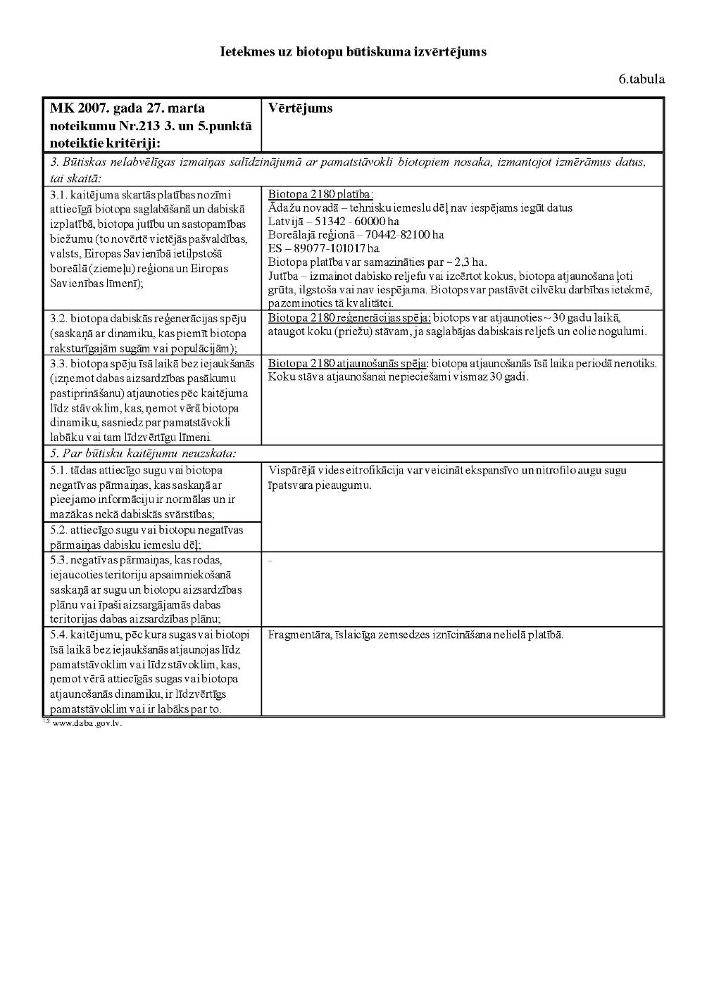 Ietekmes uz biotopu būtiskuma izvērtējums
6.tabula
MK 2007. gada 27. marta
noteikumu Nr.213 3. un 5.punktā
noteiktie kritēriji:
Vērtējums
3. Būtiskas nelabvēlīgas izmaiņas salīdzinājumā ar pamatstāvokli biotopiem nosaka, izmantojot izmērāmus datus,
tai skaitā:
3.1. kaitējuma skartās platības nozīmi
attiecīgā biotopa saglabāšanā un dabiskā
izplatībā, biotopa jutību un sastopamības
biežumu (to novērtē vietējās pašvaldības,
valsts, Eiropas Savienībā ietilpstošā
boreālā (ziemeļu) reģiona un Eiropas
Savienības līmenī);
Biotopa 2180 platība:
Ādažu novadā – tehnisku iemeslu dēļ nav iespējams iegūt datus
Latvijā – 51342 - 60000 ha
Boreālajā reģionā – 70442-82100 ha
ES – 89077-101017 ha
Biotopa platība var samazināties par ~ 2,3 ha.
Jutība – izmainot dabisko reljefu vai izcērtot kokus, biotopa atjaunošana ļoti
grūta, ilgstoša vai nav iespējama. Biotops var pastāvēt cilvēku darbības ietekmē,
pazeminoties tā kvalitātei.
3.2. biotopa dabiskās reģenerācijas spēju
(saskaņā ar dinamiku, kas piemīt biotopa
raksturīgajām sugām vai populācijām);
Biotopa 2180 reģenerācijas spēja: biotops var atjaunoties ~ 30 gadu laikā,
ataugot koku (priežu) stāvam, ja saglabājas dabiskais reljefs un eolie nogulumi.
3.3. biotopa spēju īsā laikā bez iejaukšanās
(izņemot dabas aizsardzības pasākumu
pastiprināšanu) atjaunoties pēc kaitējuma
līdz stāvoklim, kas, ņemot vērā biotopa
dinamiku, sasniedz par pamatstāvokli
labāku vai tam līdzvērtīgu līmeni.
Biotopa 2180 atjaunošanās spēja: biotopa atjaunošanās īsā laika periodā nenotiks.
Koku stāva atjaunošanai nepieciešami vismaz 30 gadi.
5. Par būtisku kaitējumu neuzskata:
5.1. tādas attiecīgo sugu vai biotopa
negatīvas pārmaiņas, kas saskaņā ar
pieejamo informāciju ir normālas un ir
mazākas nekā dabiskās svārstības;
Vispārējā vides eitrofikācija var veicināt ekspansīvo un nitrofilo augu sugu
īpatsvara pieaugumu.
5.2. attiecīgo sugu vai biotopu negatīvas
pārmaiņas dabisku iemeslu dēļ;
5.3. negatīvas pārmaiņas, kas rodas,
iejaucoties teritoriju apsaimniekošanā
saskaņā ar sugu un biotopu aizsardzības
plānu vai īpaši aizsargājamās dabas
teritorijas dabas aizsardzības plānu;
-
5.4. kaitējumu, pēc kura sugas vai biotopi
īsā laikā bez iejaukšanās atjaunojas līdz
pamatstāvoklim vai līdz stāvoklim, kas,
ņemot vērā attiecīgās sugas vai biotopa
atjaunošanās dinamiku, ir līdzvērtīgs
pamatstāvoklim vai ir labāks par to.
Fragmentāra, īslaicīga zemsedzes iznīcināšana nelielā platībā.
1,2 www.daba.gov.lv.